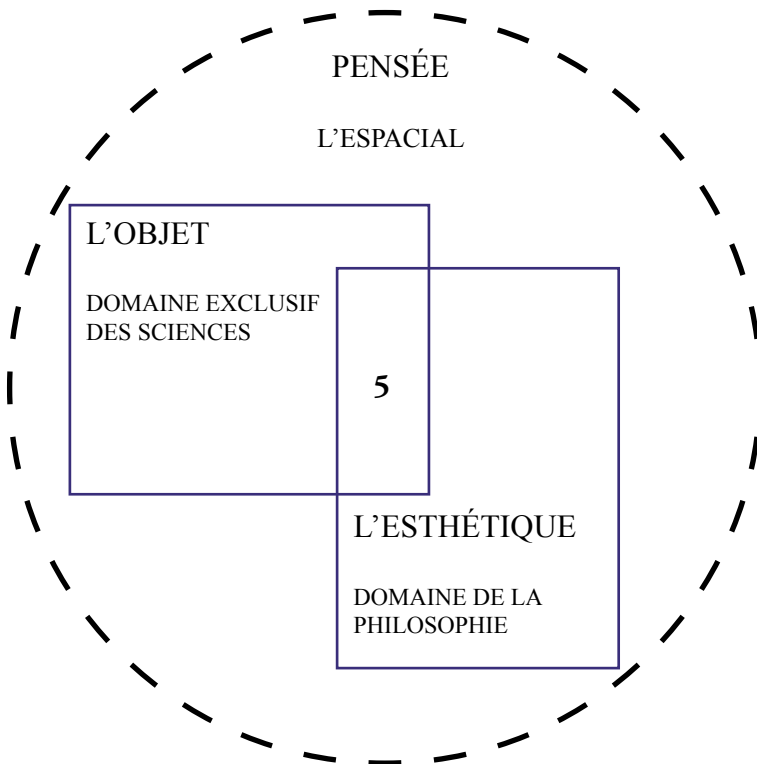 PENSÉE
L’ESPACIAL
L’OBJET
DOMAINE EXCLUSIF
DES SCIENCES
5
L’ESTHÉTIQUE
DOMAINE DE LA
PHILOSOPHIE